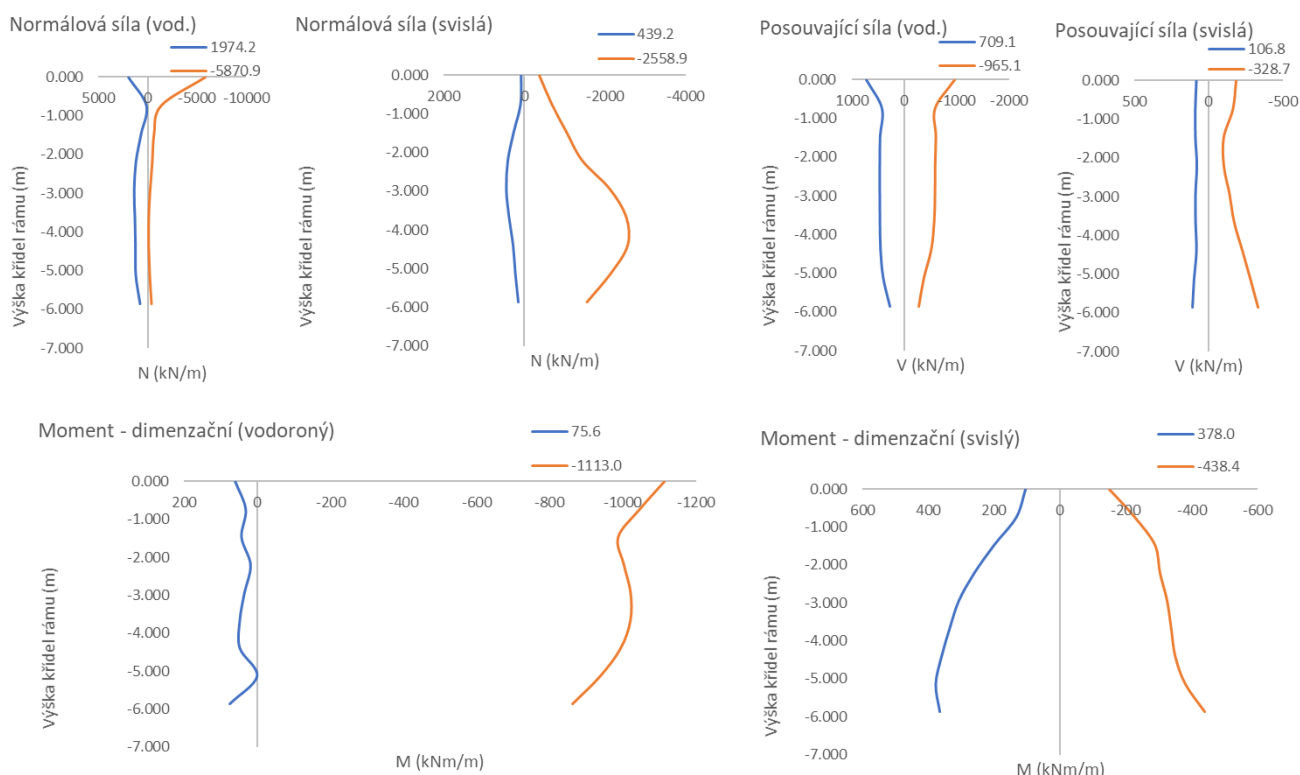 Normálová síla (vod.)
1974.2
-5870.9
0.000
5000 0 -5000 -10000
-1.000
-2.000
-3.000
-4.000
-5.000
-6.000
-7.000
Výška křidel rámu (m)
N (kN/m)
Normálová síla (svislá)
439.2
-2558.9
0.000
2000 0 -2000 -4000
-1.000
-2.000
-3.000
-4.000
-5.000
-6.000
-7.000
Výška křidel rámu (m)
N (kN/m)
Posouvající síla (vod.)
709.1
-965.1
0.000
1000 0 -1000 -2000
-1.000
-2.000
-3.000
-4.000
-5.000
-6.000
-7.000
Výška křidel rámu (m)
V (kN/m)
Posouvající síla (svislá)
106.8
-328.7
0.000
500 0 -500
-1.000
-2.000
-3.000
-4.000
-5.000
-6.000
-7.000
Výška křidel rámu (m)
V (kN/m)
Moment - dimenzační (vodoroný)
75.6
-1113.0
0.000
200 0 -200 -400 -600 -800 -1000 -1200
-1.000
-2.000
-3.000
-4.000
-5.000
-6.000
-7.000
Výška křidel rámu (m)
M (kNm/m)
Moment - dimenzační (svislý)
378.0
-438.4
0.000
600 400 200 0 -200 -400 -600
-1.000
-2.000
-3.000
-4.000
-5.000
-6.000
-7.000
Výška křidel rámu (m)
M (kNm/m)